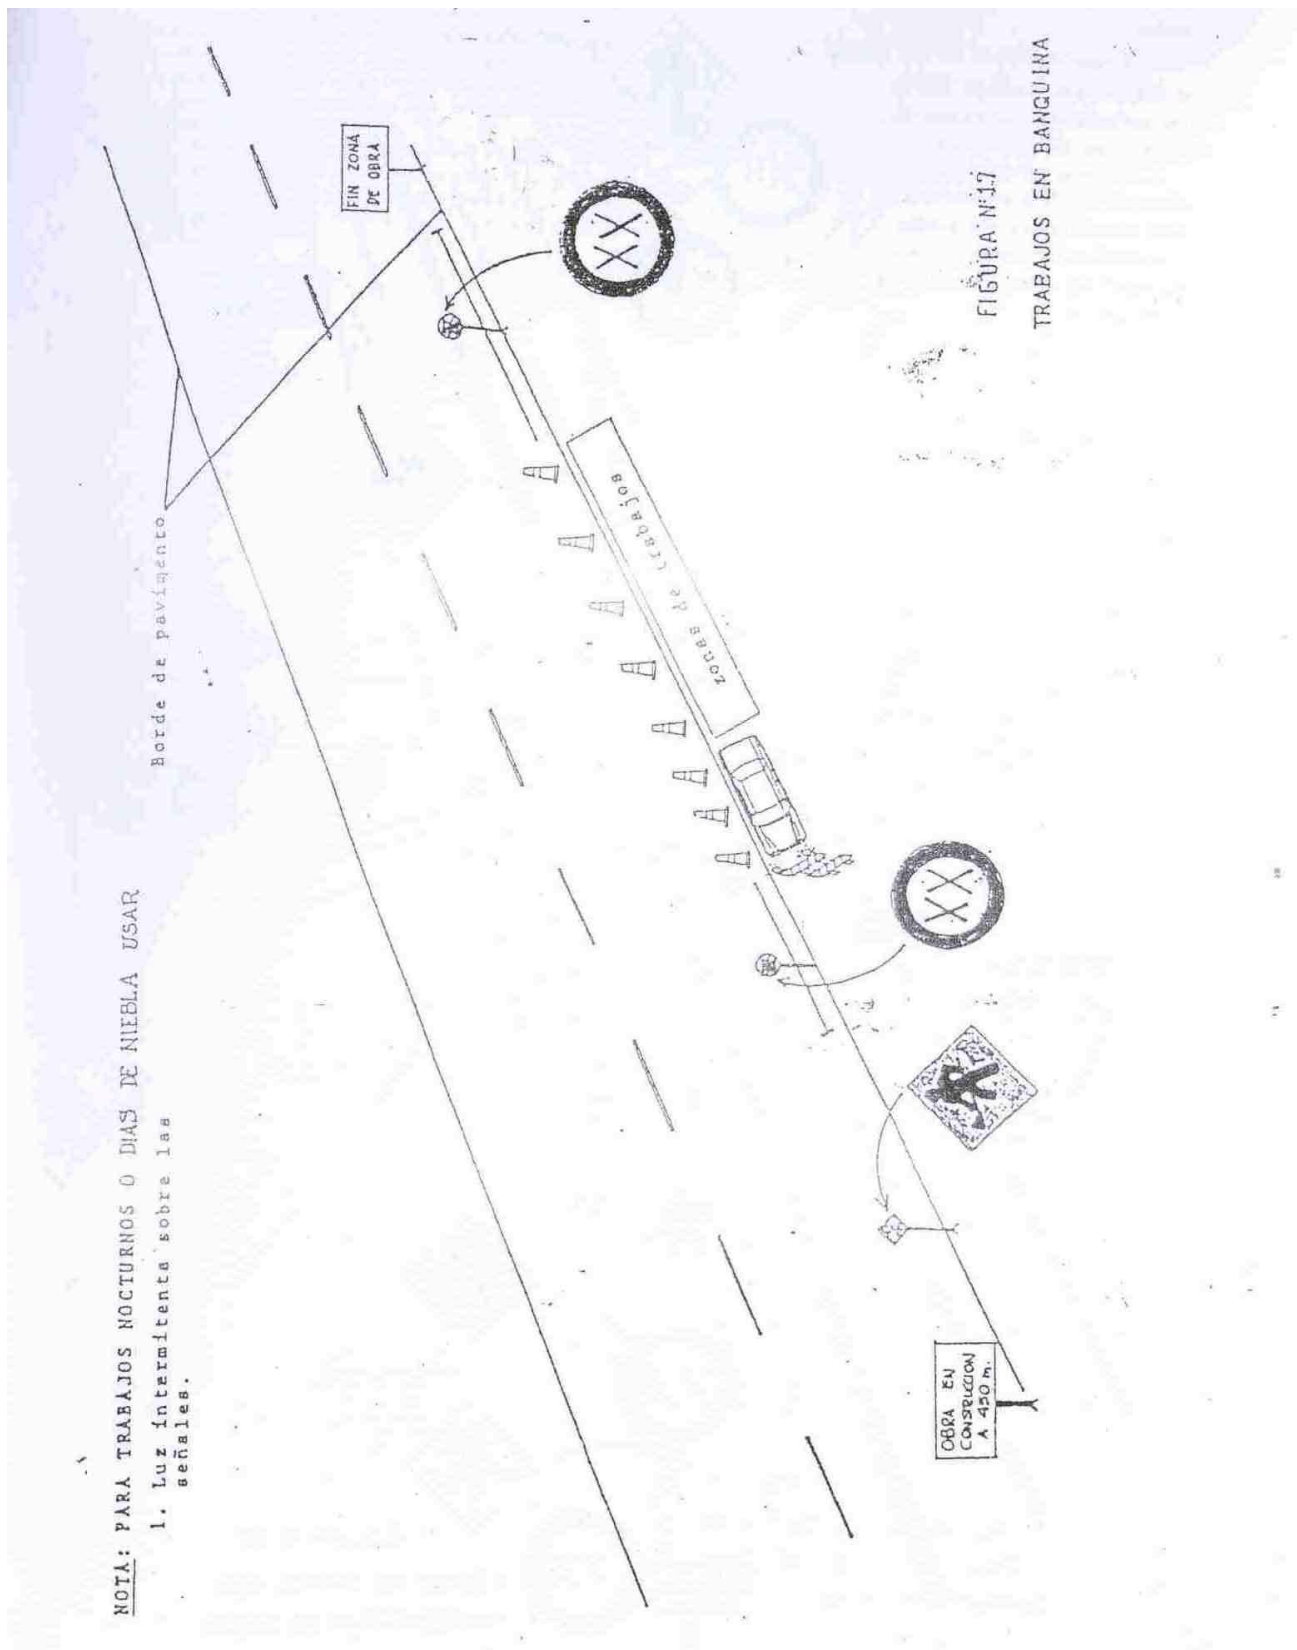 NOTA: PARA TRABAJOS NOCTURNOS O DIAS DE NIEBLA USAR
1. Luz intermitente sobre las
señales.
Borde de pavimento
FIN ZONA
DE OBRA
XX
zonas de trabajos
XX
OBRA EN
CONSTRUCCION
A 450 m.
FIGURA Nº17
TRABAJOS EN BANQUINA